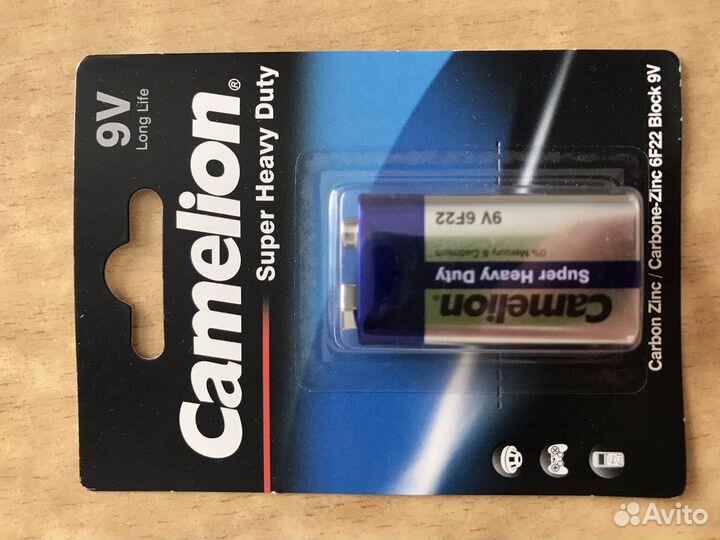 9V
Long Life
Camelion®
Super Heavy Duty
Camelion®
Super Heavy Duty
0% Mercury & Cadmium
9V 6F22
Carbon Zinc / Carbone-Zinc 6F22 Block 9V
Avito